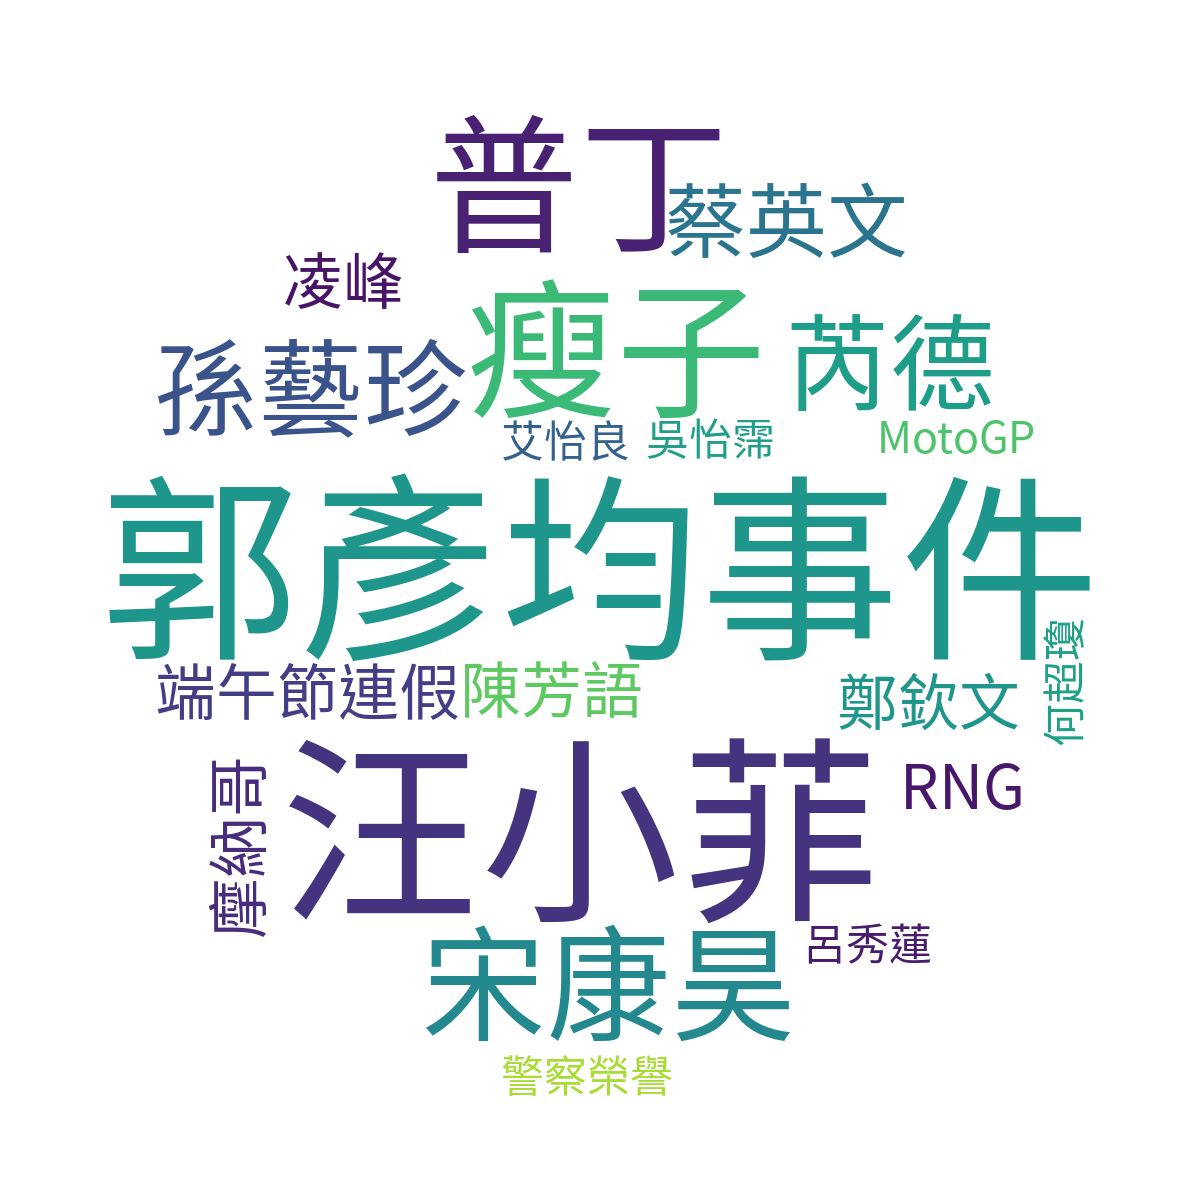 普丁
蔡英文
凌峰
瘦子
芮德
孫藝珍
艾怡良
吳怡霈
MotoGP
郭彥均事件
何超瓊
端午節連假
陳芳語
鄭欽文
汪小菲
RNG
摩納哥
宋康昊
呂秀蓮
警察榮譽